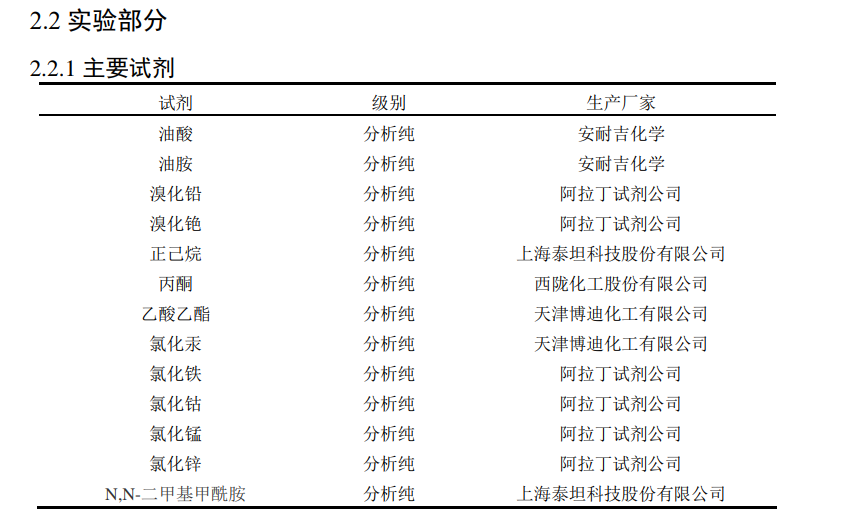 2.2 实验部分
2.2.1 主要试剂
试剂 级别 生产厂家
油酸 分析纯 安耐吉化学
油胺 分析纯 安耐吉化学
溴化铅 分析纯 阿拉丁试剂公司
溴化铯 分析纯 阿拉丁试剂公司
正己烷 分析纯 上海泰坦科技股份有限公司
丙酮 分析纯 西陇化工股份有限公司
乙酸乙酯 分析纯 天津博迪化工有限公司
氯化汞 分析纯 天津博迪化工有限公司
氯化铁 分析纯 阿拉丁试剂公司
氯化钴 分析纯 阿拉丁试剂公司
氯化锰 分析纯 阿拉丁试剂公司
氯化锌 分析纯 阿拉丁试剂公司
N,N-二甲基甲酰胺 分析纯 上海泰坦科技股份有限公司